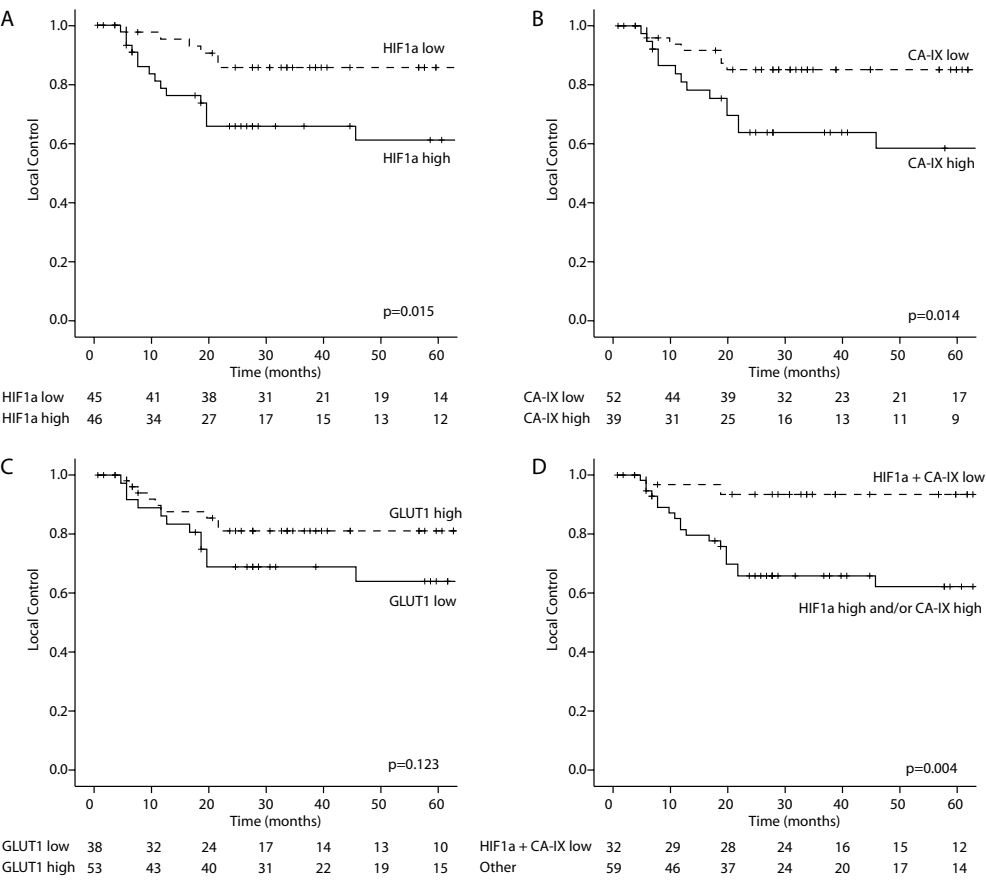 A
1.0
0.8
0.6
0.4
0.2
0.0
Local Control
HIF1a low
HIF1a high
p=0.015
0 10 20 30 40 50 60
Time (months)
HIF1a low 45 41 38 31 21 19 14
HIF1a high 46 34 27 17 15 13 12
B
1.0
0.8
0.6
0.4
0.2
0.0
Local Control
CA-IX low
CA-IX high
p=0.014
0 10 20 30 40 50 60
Time (months)
CA-IX low 52 44 39 32 23 21 17
CA-IX high 39 31 25 16 13 11 9
C
1.0
0.8
0.6
0.4
0.2
0.0
Local Control
GLUT1 high
GLUT1 low
p=0.123
0 10 20 30 40 50 60
Time (months)
GLUT1 low 38 32 24 17 14 13 10
GLUT1 high 53 43 40 31 22 19 15
D
1.0
0.8
0.6
0.4
0.2
0.0
Local Control
HIF1a + CA-IX low
HIF1a high and/or CA-IX high
p=0.004
0 10 20 30 40 50 60
Time (months)
HIF1a + CA-IX low 32 29 28 24 16 15 12
Other 59 46 37 24 20 17 14